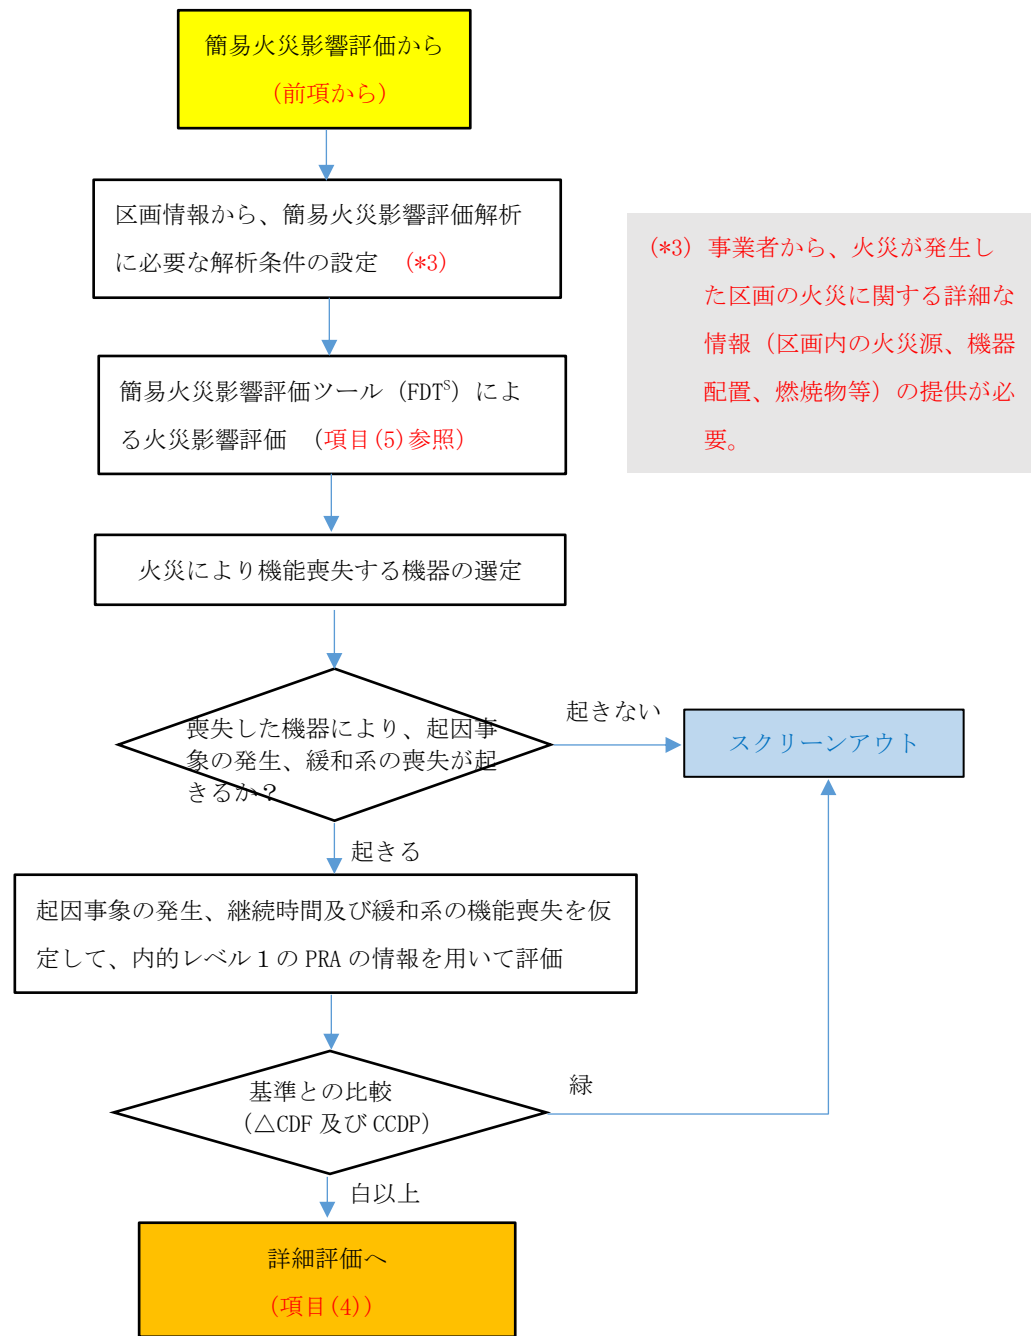 簡易火災影響評価から
(前項から)
区画情報から、簡易火災影響評価解析
に必要な解析条件の設定 (*3)
(*3) 事業者から、火災が発生し
た区画の火災に関する詳細な
情報（区画内の火災源、機器
配置、燃焼物等）の提供が必
要。
簡易火災影響評価ツール（FDTS）によ
る火災影響評価 （項目(5)参照）
火災により機能喪失する機器の選定
喪失した機器により、起因事
象の発生、緩和系の喪失が起
きるか？
起きない
スクリーンアウト
起きる
起因事象の発生、継続時間及び緩和系の機能喪失を仮
定して、内的レベル１の PRA の情報を用いて評価
基準との比較
（△CDF 及び CCDP）
緑
白以上
詳細評価へ
(項目(4))